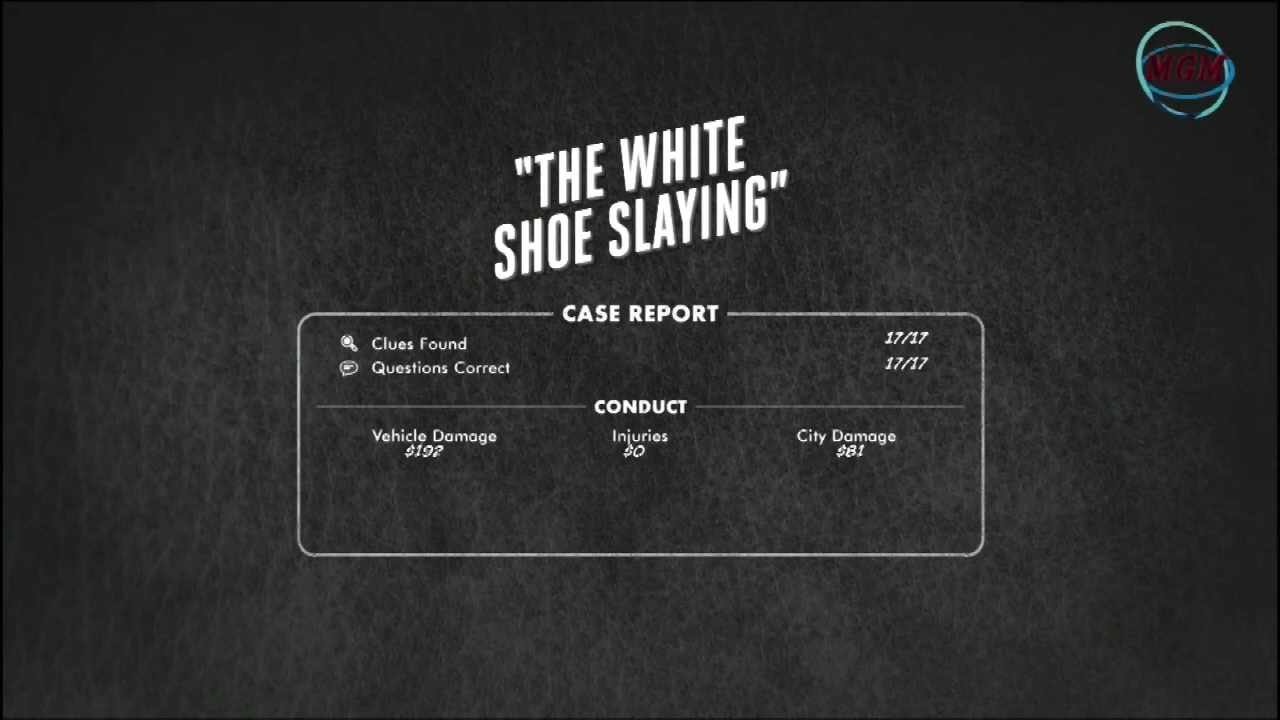 MGM
"THE WHITE
SHOE SLAYING"
CASE REPORT
Clues Found 17/17
Questions Correct 17/17
CONDUCT
Vehicle Damage Injuries City Damage
$192 $0 $81